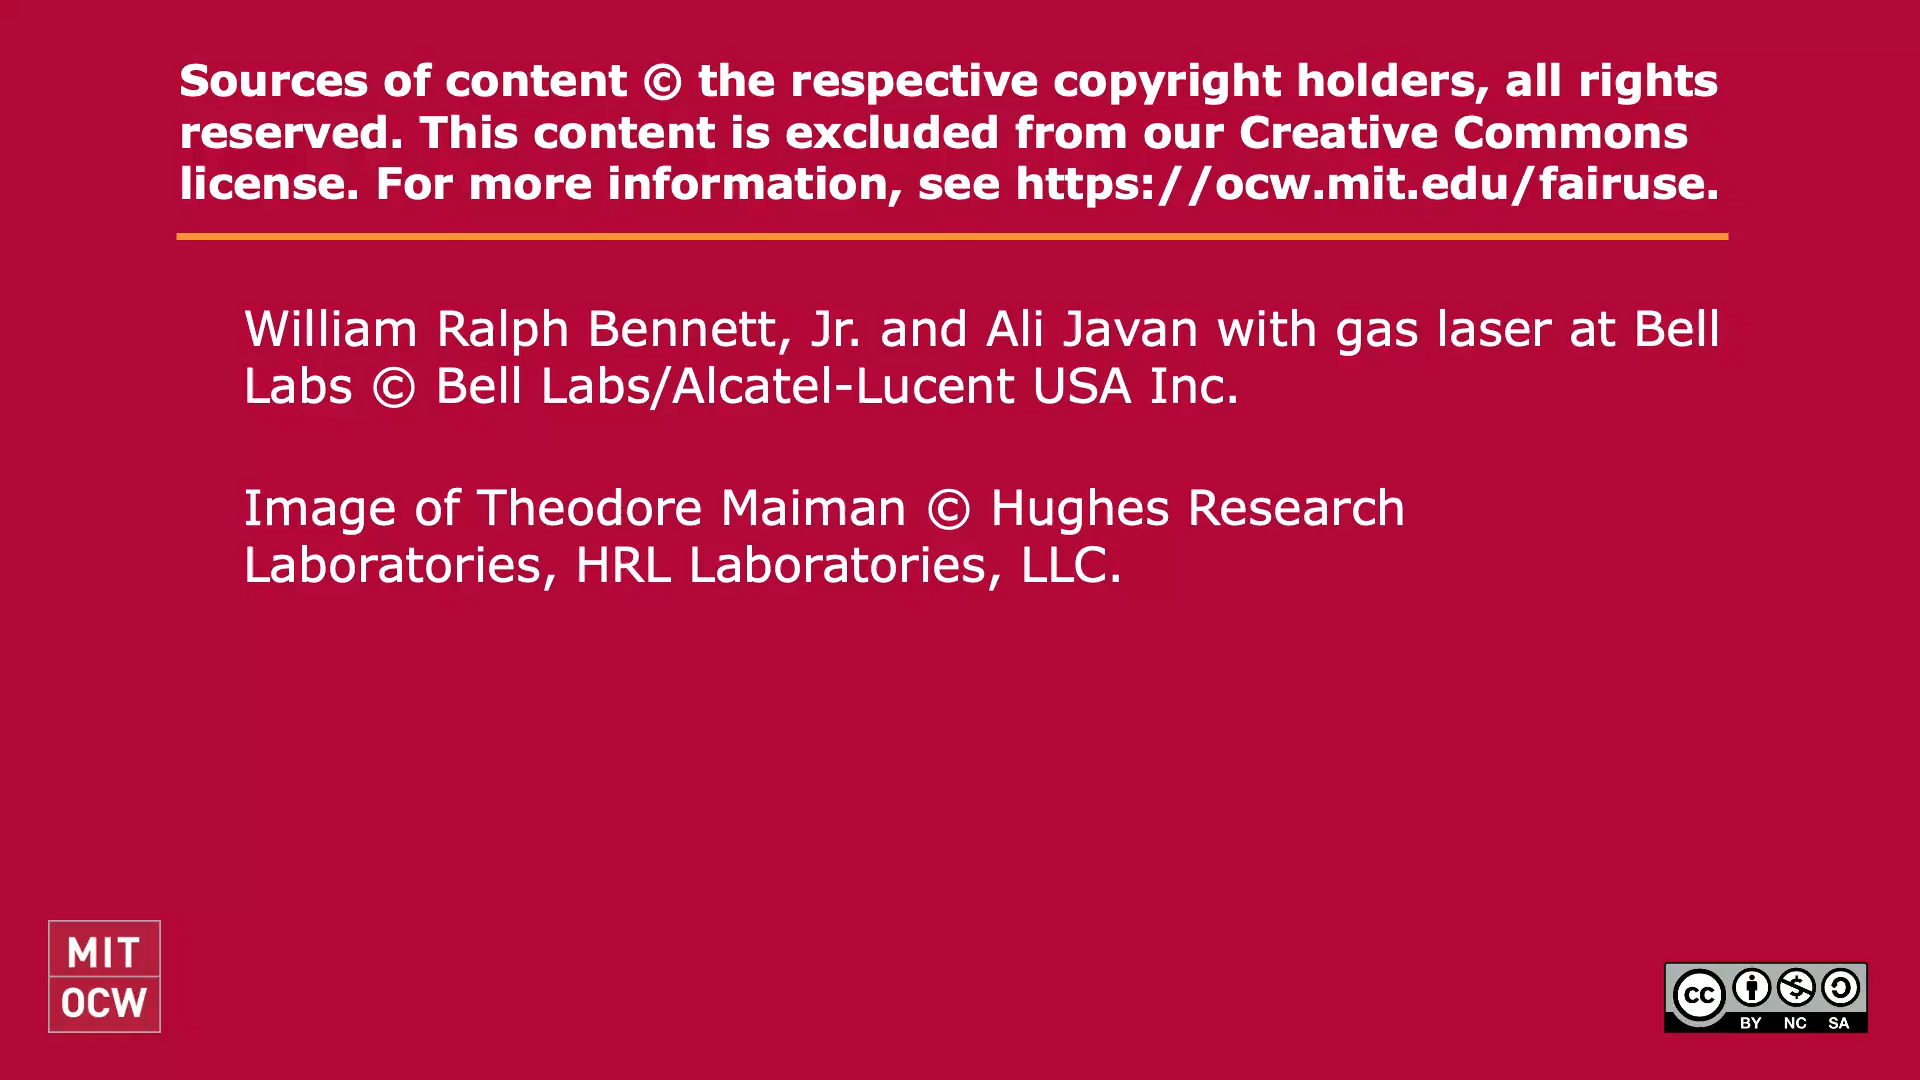 Sources of content © the respective copyright holders, all rights
reserved. This content is excluded from our Creative Commons
license. For more information, see https://ocw.mit.edu/fairuse.
William Ralph Bennett, Jr. and Ali Javan with gas laser at Bell
Labs © Bell Labs/Alcatel-Lucent USA Inc.
Image of Theodore Maiman © Hughes Research
Laboratories, HRL Laboratories, LLC.
MIT
OCW
cc
BY NC SA